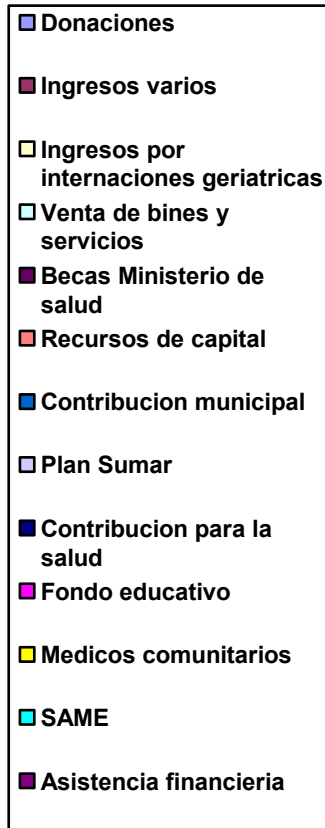 Donaciones
Ingresos varios
Ingresos por
internaciones geriatricas
Venta de bines y
servicios
Becas Ministerio de
salud
Recursos de capital
Contribucion municipal
Plan Sumar
Contribucion para la
salud
Fondo educativo
Medicos comunitarios
SAME
Asistencia financieria